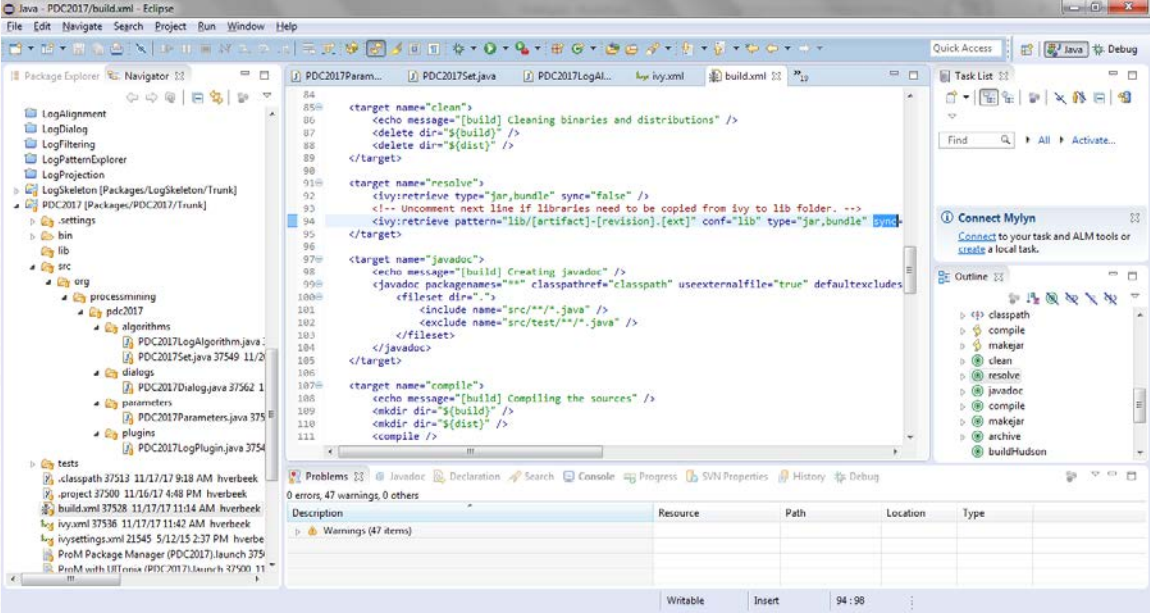 Java - PDC2017/build.xml - Eclipse
File Edit Navigate Search Project Run Window Help
Quick Access Java Debug
Package Explorer Navigator
LogAlignment
LogDialog
LogFiltering
LogPatternExplorer
LogProjection
LogSkeleton [Packages/LogSkeleton/Trunk]
PDC2017 [Packages/PDC2017/Trunk]
.settings
bin
lib
src
org
processmining
pdc2017
algorithms
PDC2017LogAlgorithm.java
PDC2017Set.java 37549 11/2
dialogs
PDC2017Dialog.java 37562 1
parameters
PDC2017Parameters.java 375
plugins
PDC2017LogPlugin.java 3754
tests
.classpath 37513 11/17/17 9:18 AM hverbeek
.project 37500 11/16/17 4:48 PM hverbeek
build.xml 37528 11/17/17 11:14 AM hverbeek
ivy.xml 37536 11/17/17 11:42 AM hverbeek
ivysettings.xml 21545 5/12/15 2:37 PM hverbe
ProM Package Manager (PDC2017).launch 375
ProM with UITopia (PDC2017).launch 37500 11
PDC2017Param... PDC2017Set.java PDC2017LogAl... ivy.xml build.xml 19
84
85 <target name="clean">
86 <echo message="[build] Cleaning binaries and distributions" />
87 <delete dir="${build}" />
88 <delete dir="${dist}" />
89 </target>
90
91 <target name="resolve">
92 <ivy:retrieve type="jar,bundle" sync="false" />
93 <!-- Uncomment next line if libraries need to be copied from ivy to lib folder. -->
94 <ivy:retrieve pattern="lib/[artifact]-[revision].[ext]" conf="lib" type="jar,bundle" sync=
95 </target>
96
97 <target name="javadoc">
98 <echo message="[build] Creating javadoc" />
99 <javadoc packagenames="**" classpathref="classpath" useexternalfile="true" defaultexcludes
100 <fileset dir=".">
101 <include name="src/**/*.java" />
102 <exclude name="src/test/**/*.java" />
103 </fileset>
104 </javadoc>
105 </target>
106
107 <target name="compile">
108 <echo message="[build] Compiling the sources" />
109 <mkdir dir="${build}" />
110 <mkdir dir="${dist}" />
111 <compile />
Task List
Find All Activate...
Connect Mylyn
Connect to your task and ALM tools or
create a local task.
Outline
classpath
compile
makejar
clean
resolve
javadoc
compile
makejar
archive
buildHudson
Problems Javadoc Declaration Search Console Progress SVN Properties History Debug
0 errors, 47 warnings, 0 others
Description Resource Path Location Type
Warnings (47 items)
Writable Insert 94 : 98